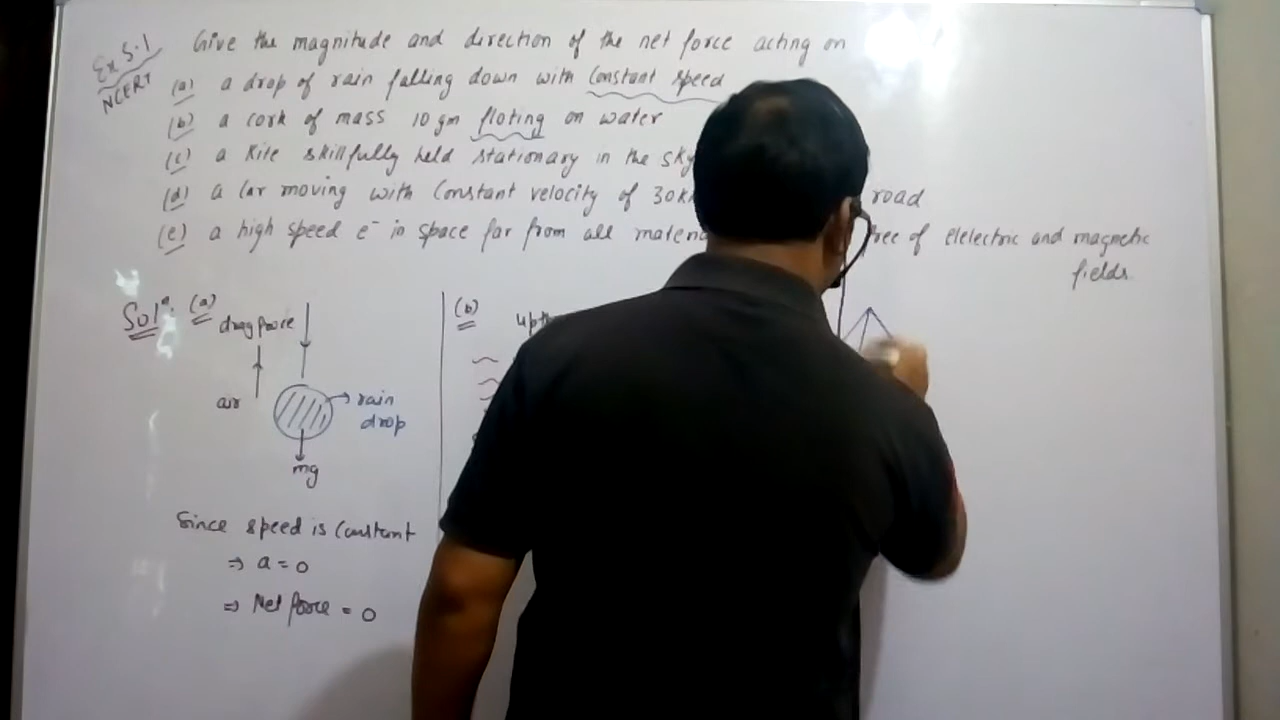 Ex 5.1
NCERT
Give the magnitude and direction of the net force acting on
(a) a drop of rain falling down with Constant speed
(b) a cork of mass 10 gm floting on water
(c) a Kite skillfully held stationary in the sky
(d) a Car moving with Constant velocity of 30k road
(e) a high speed e⁻ in space far from all free of elelectric and magnetic
fields
Solⁿ: (a)
drag force
air
rain
drop
mg
Since speed is Constant
⇒ a = 0
⇒ Net force = 0
(b)